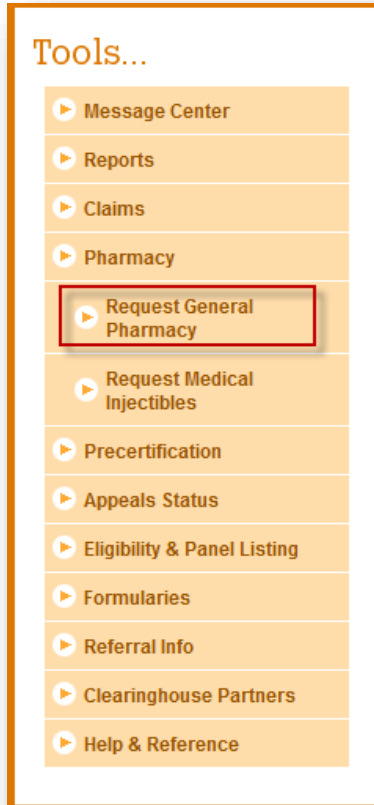 Tools...
Message Center
Reports
Claims
Pharmacy
Request General
Pharmacy
Request Medical
Injectibles
Precertification
Appeals Status
Eligibility & Panel Listing
Formularies
Referral Info
Clearinghouse Partners
Help & Reference